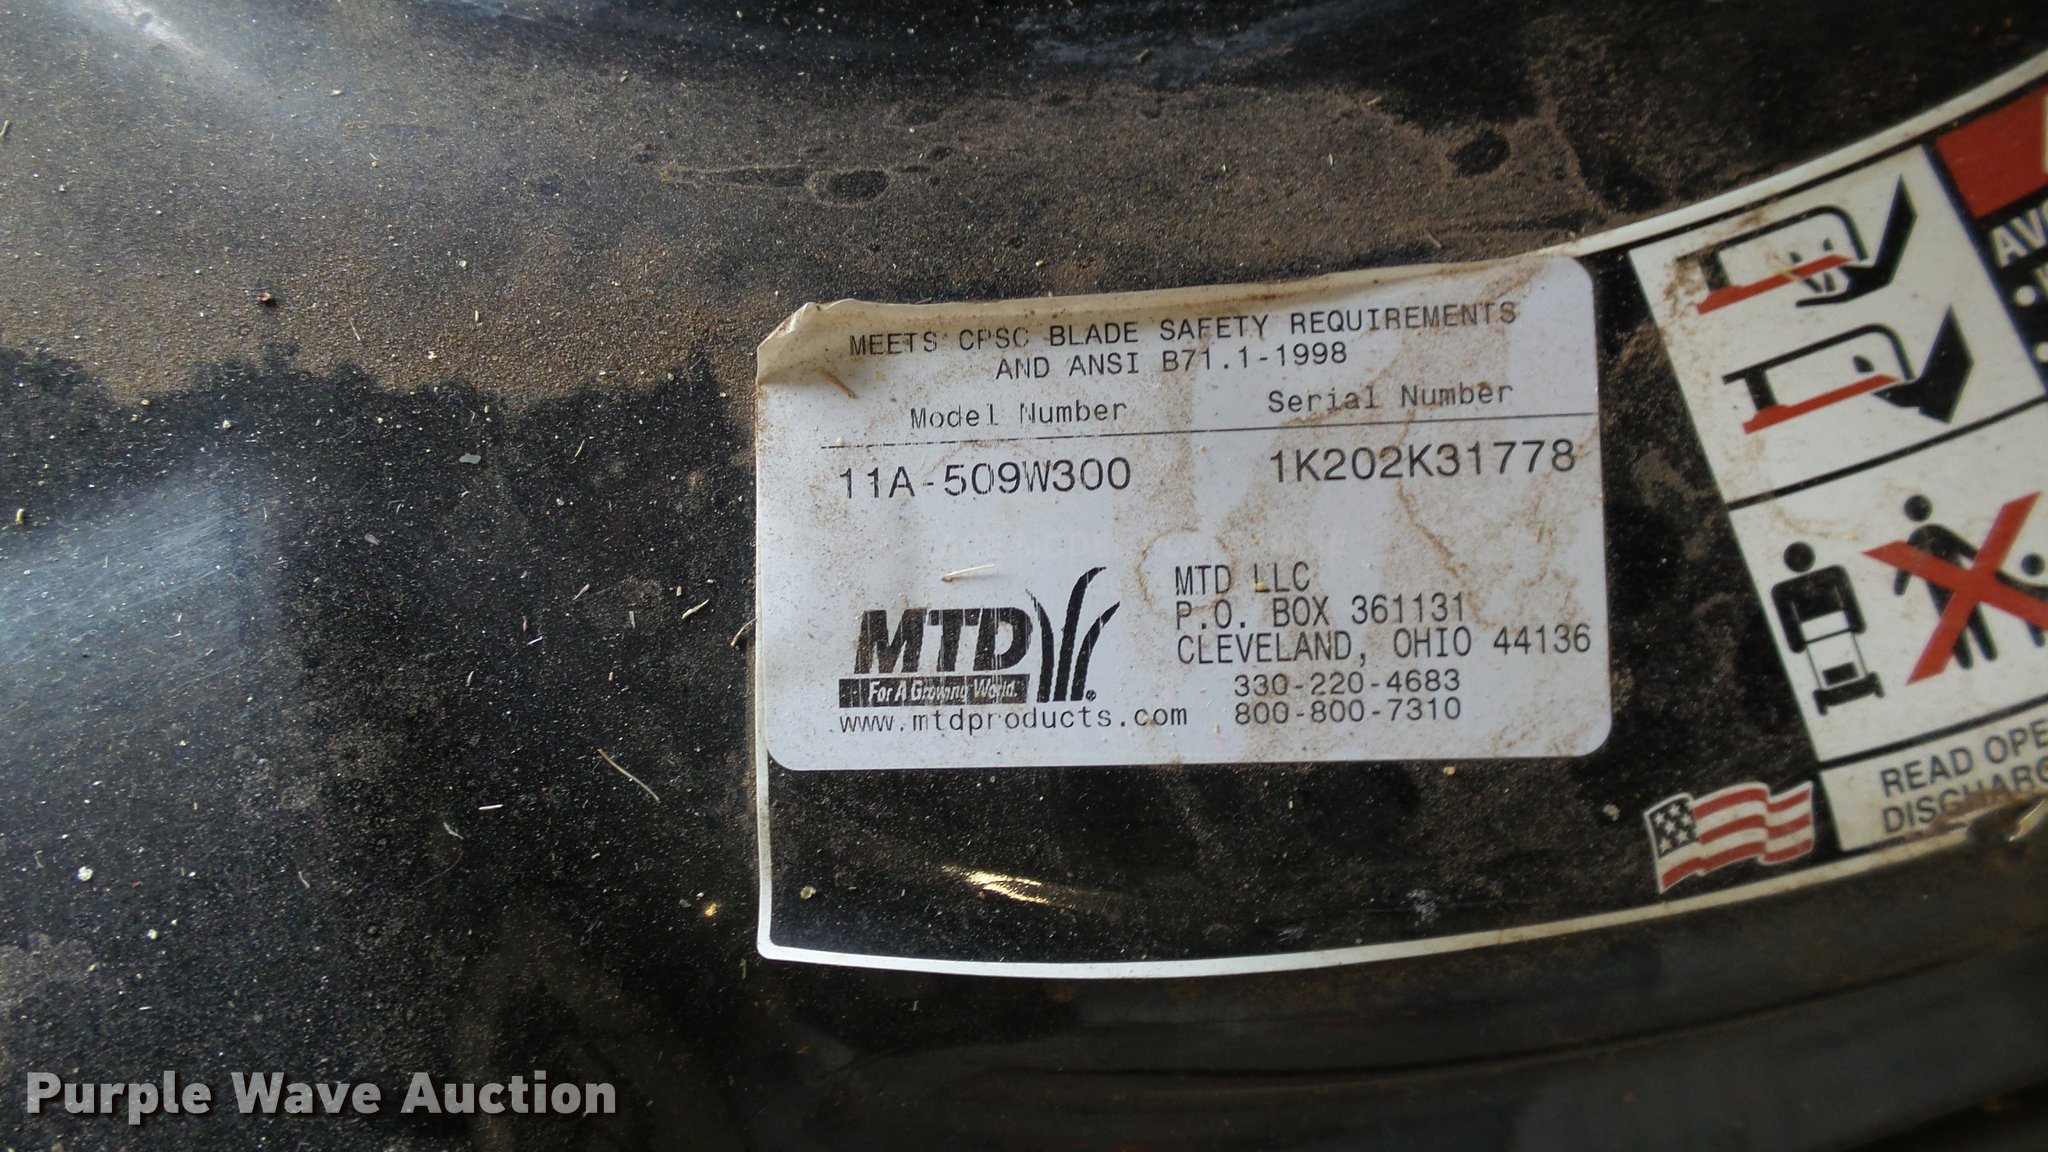 MEETS CPSC BLADE SAFETY REQUIREMENTS
AND ANSI B71.1-1998
Model Number Serial Number
11A-509W300 1K202K31778
MTD
For A Growing World.
www.mtdproducts.com
MTD LLC
P.O. BOX 361131
CLEVELAND, OHIO 44136
330-220-4683
800-800-7310
READ OPE
DISCHARG
Purple Wave Auction